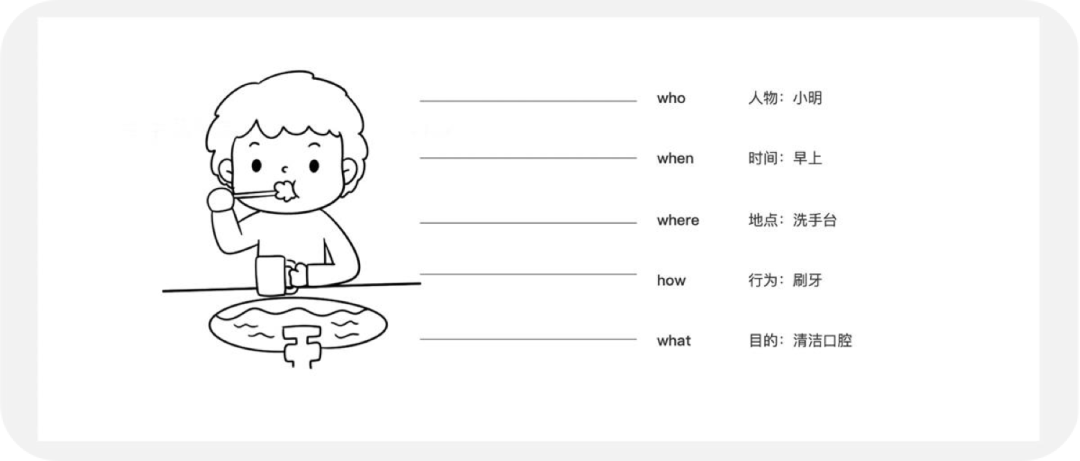 who 人物：小明
when 时间：早上
where 地点：洗手台
how 行为：刷牙
what 目的：清洁口腔